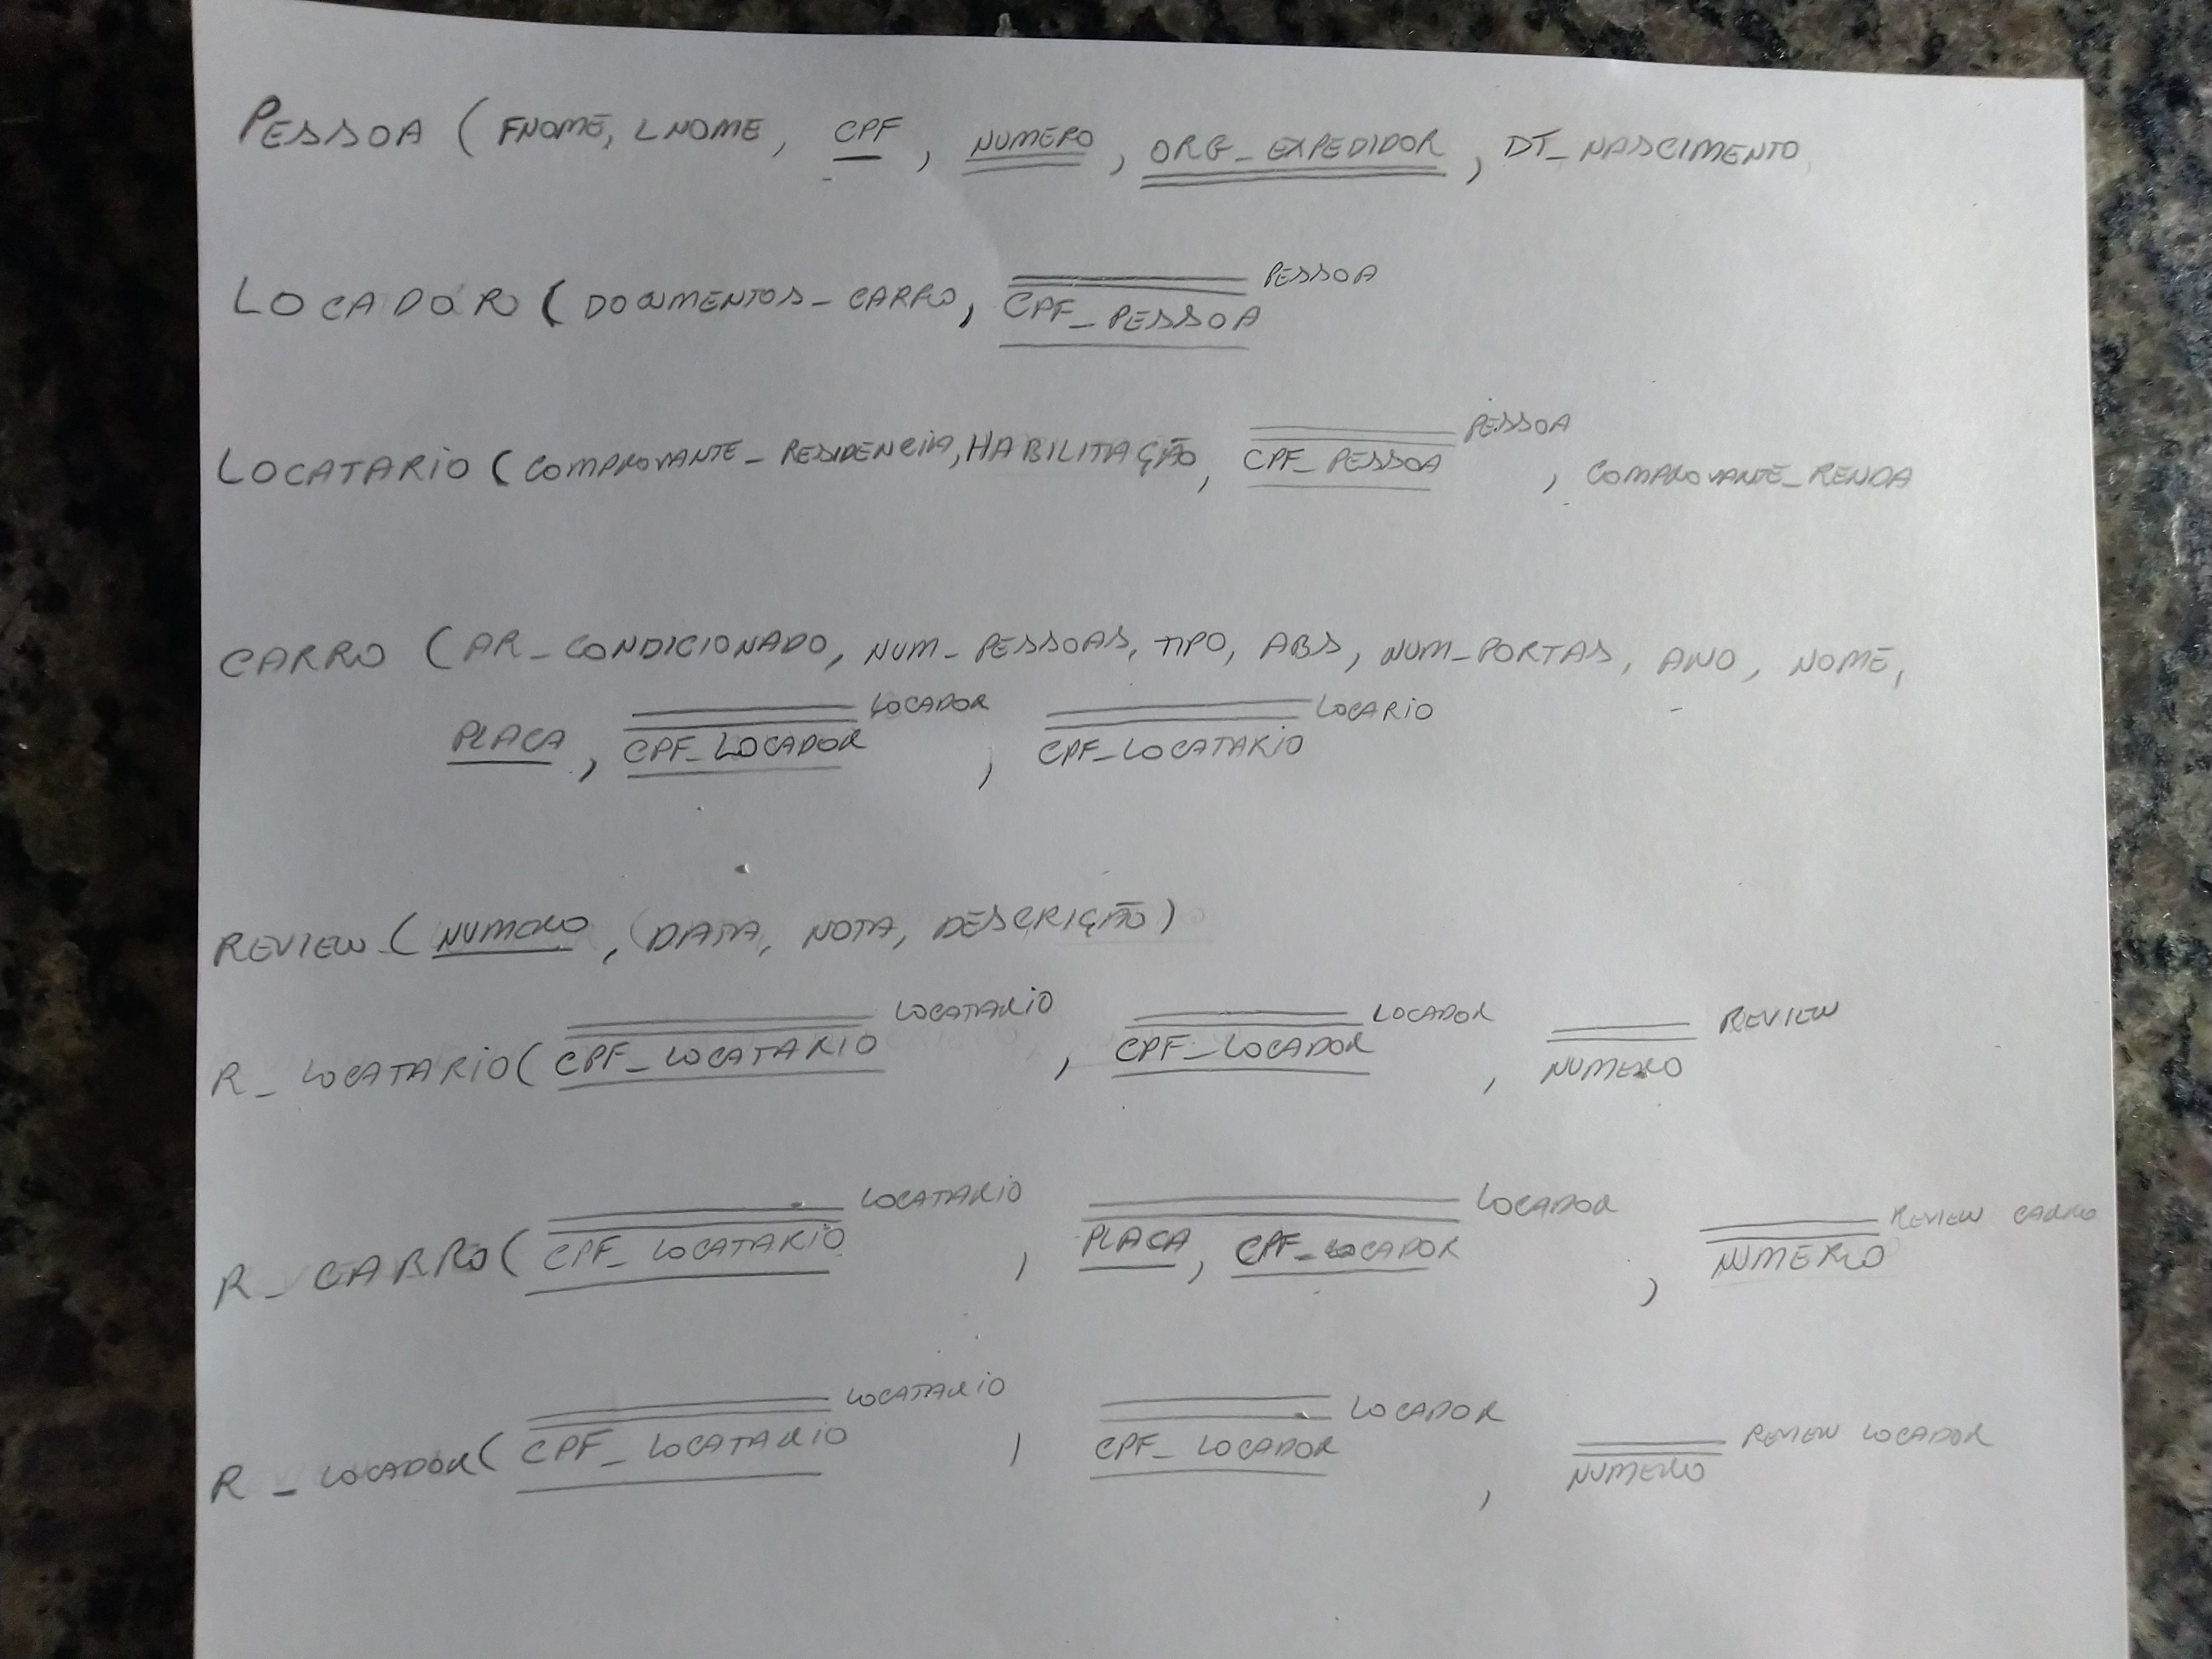 PESSOA ( FNOME, LNOME, CPF, NUMERO, ORG_EXPEDIDOR, DT_NASCIMENTO
PESSOA
LOCADOR ( DOCUMENTOS_CARRO, CPF_PESSOA
PESSOA
LOCATARIO ( COMPROVANTE_RESIDENCIA, HABILITAÇÃO, CPF_PESSOA, COMPROVANTE_RENDA
CARRO ( AR_CONDICIONADO, NUM_PESSOAS, TIPO, ABS, NUM_PORTAS, ANO, NOME,
LOCADOR LOCARIO
PLACA, CPF_LOCADOR, CPF_LOCATARIO
REVIEW ( NUMERO, (DATA, NOTA, DESCRIÇÃO)
LOCATARIO LOCADOR REVIEW
R_LOCATARIO( CPF_LOCATARIO, CPF_LOCADOR, NUMERO
LOCATARIO LOCADOR REVIEW CARRO
R_CARRO( CPF_LOCATARIO, PLACA, CPF_LOCADOR, NUMERO
LOCATARIO LOCADOR REVIEW LOCADOR
R_LOCADOR( CPF_LOCATARIO, CPF_LOCADOR, NUMERO